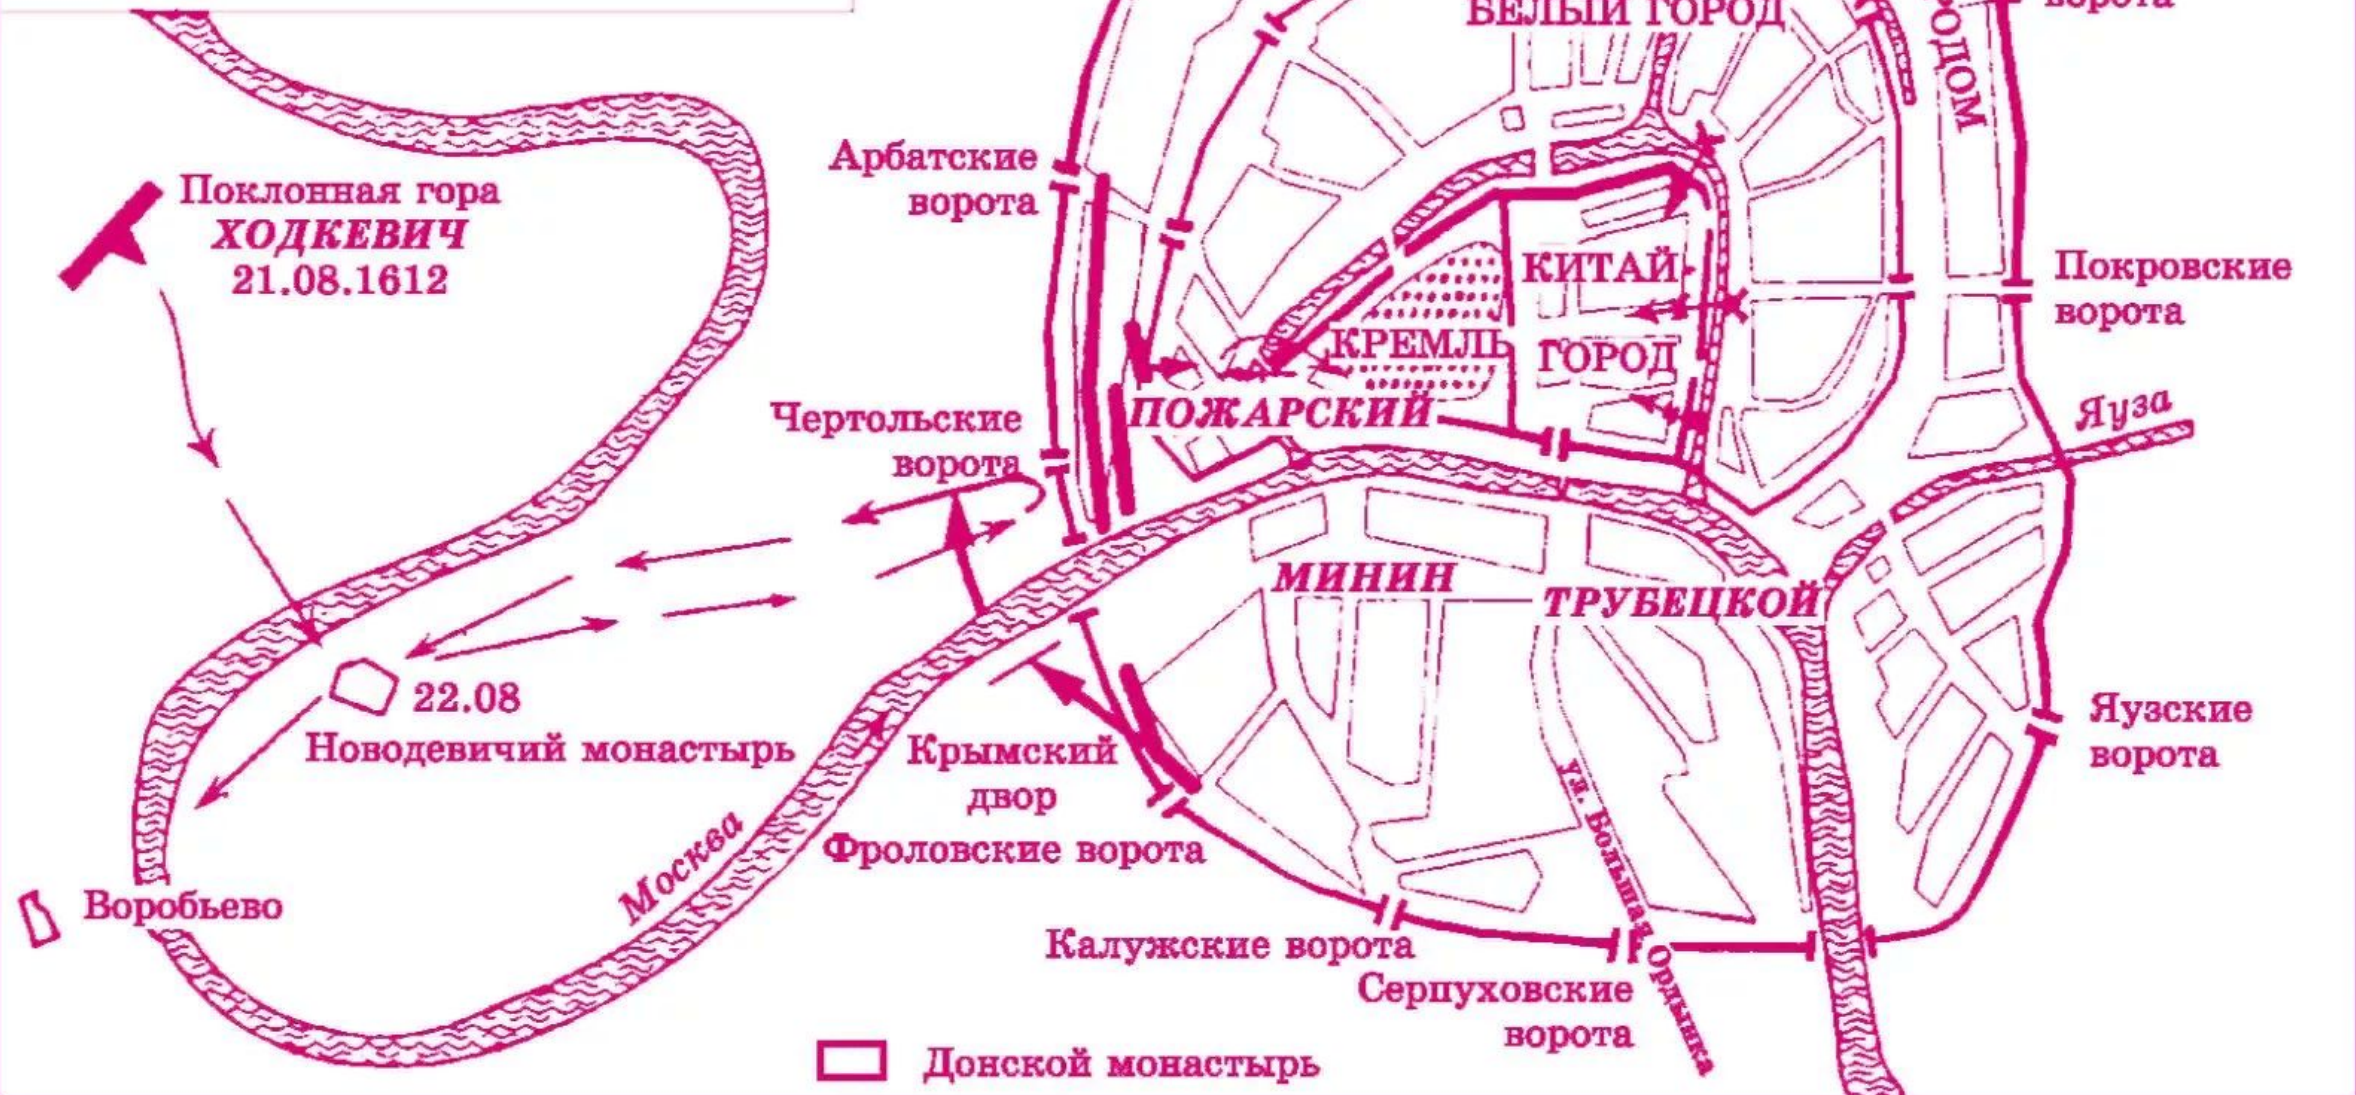 БЕЛЫЙ ГОРОД
ворота
Арбатские
ворота
Поклонная гора
ХОДКЕВИЧ
21.08.1612
КИТАЙ
ГОРОД
КРЕМЛЬ
Покровские
ворота
ПОЖАРСКИЙ
Чертольские
ворота
Яуза
МИНИН
ТРУБЕЦКОЙ
22.08
Новодевичий монастырь
Крымский
двор
Фроловские ворота
Яузские
ворота
Москва
ул. Большая Ордынка
Воробьево
Калужские ворота
Серпуховские
ворота
Донской монастырь